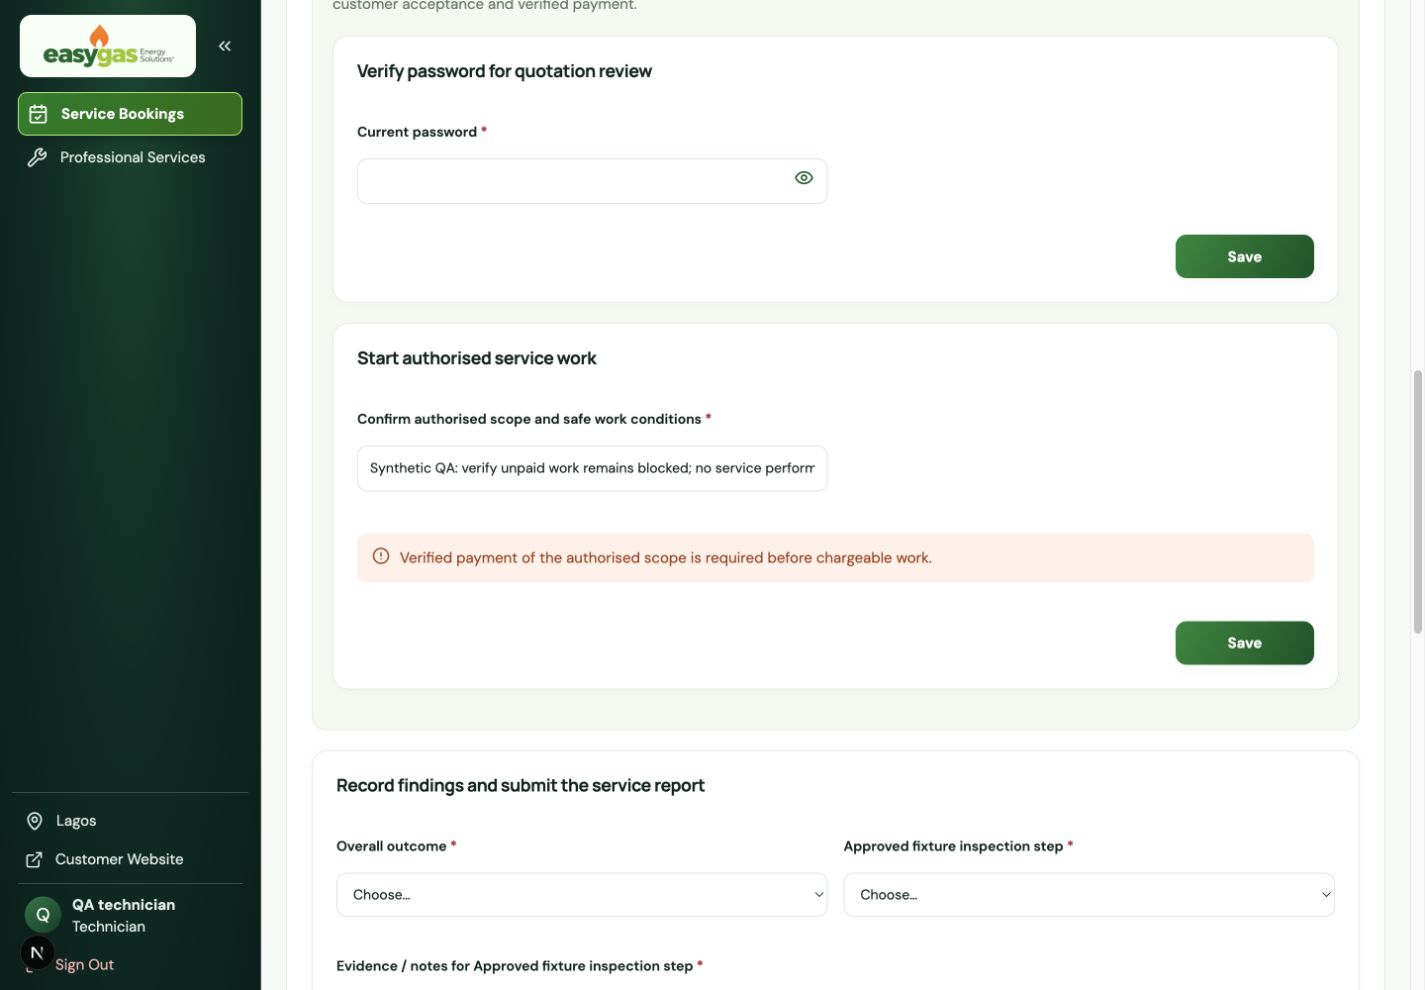 easygas Energy Solutions
Service Bookings
Professional Services
Lagos
Customer Website
Q
QA technician
Technician
N
Sign Out
customer acceptance and verified payment.
Verify password for quotation review
Current password *
Save
Start authorised service work
Confirm authorised scope and safe work conditions *
Synthetic QA: verify unpaid work remains blocked; no service perform
Verified payment of the authorised scope is required before chargeable work.
Save
Record findings and submit the service report
Overall outcome *
Approved fixture inspection step *
Choose...
Choose...
Evidence / notes for Approved fixture inspection step *